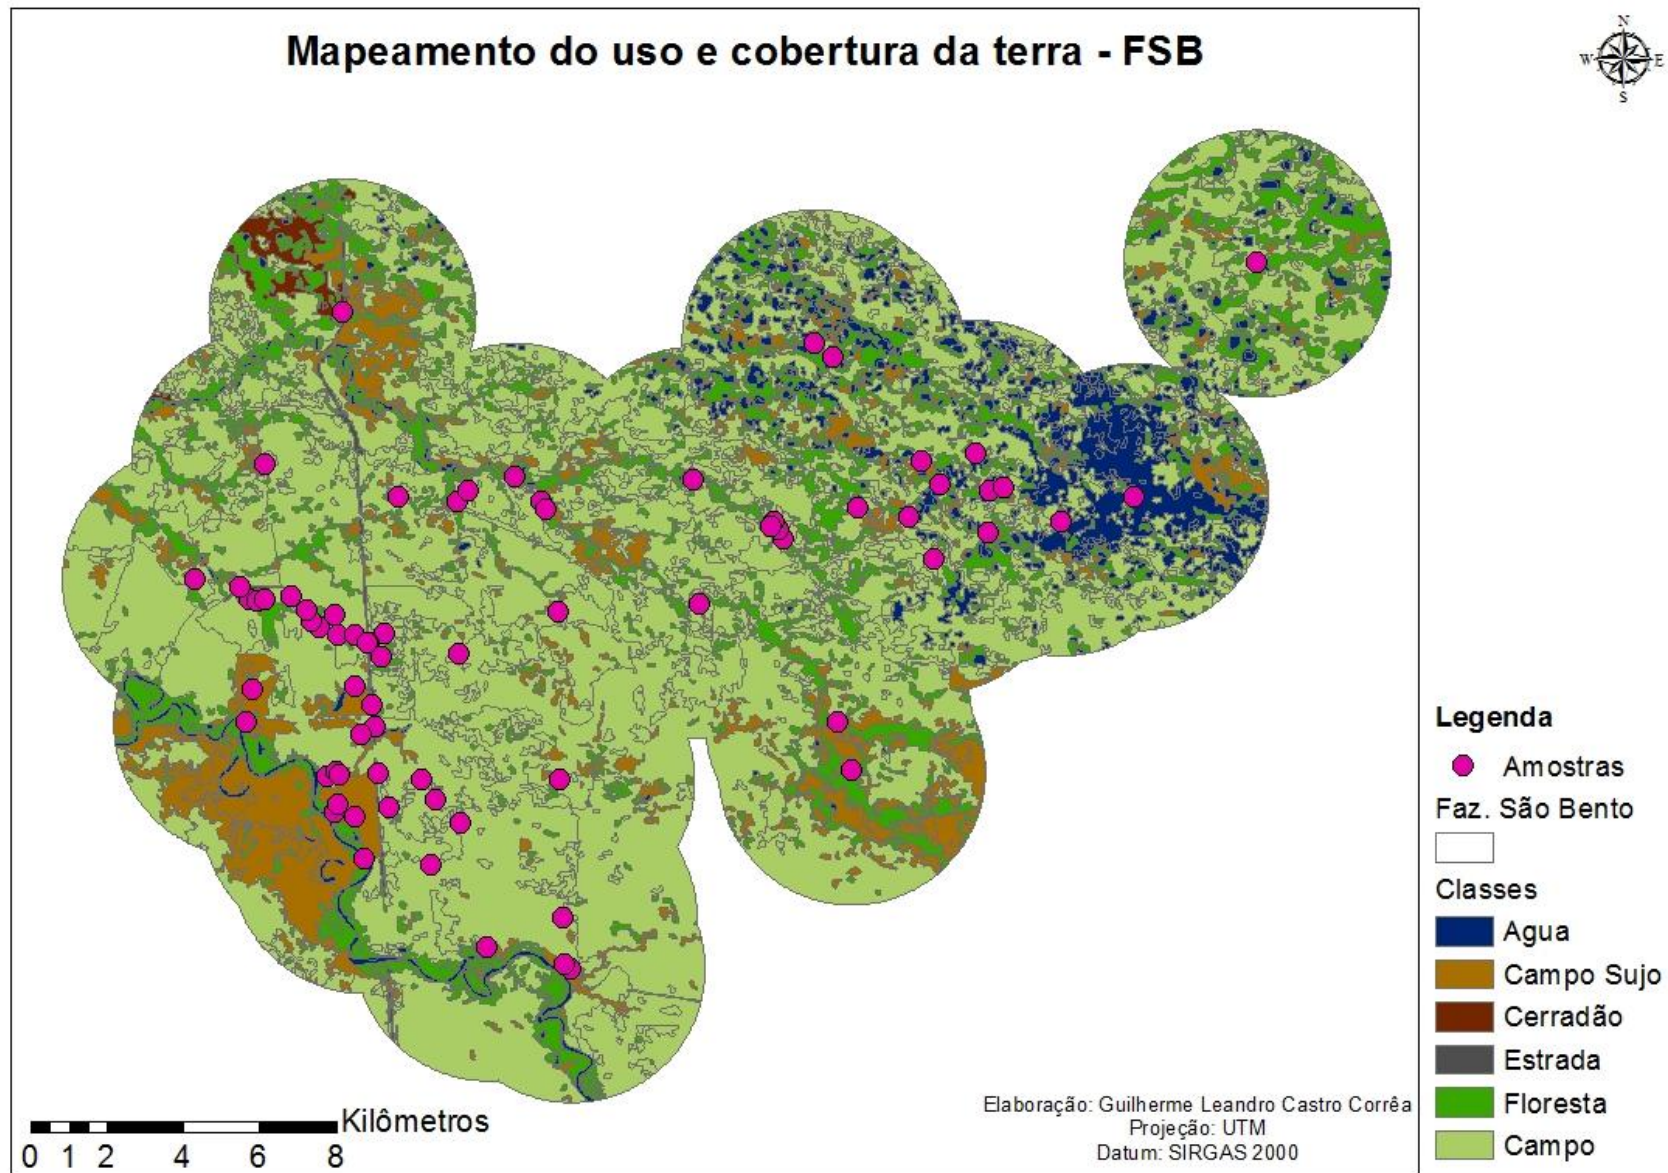 Mapeamento do uso e cobertura da terra - FSB
N
W E
S
Legenda
Amostras
Faz. São Bento
Classes
Agua
Campo Sujo
Cerradão
Estrada
Floresta
Campo
Elaboração: Guilherme Leandro Castro Corrêa
Projeção: UTM
Datum: SIRGAS 2000
Kilômetros
0 1 2 4 6 8